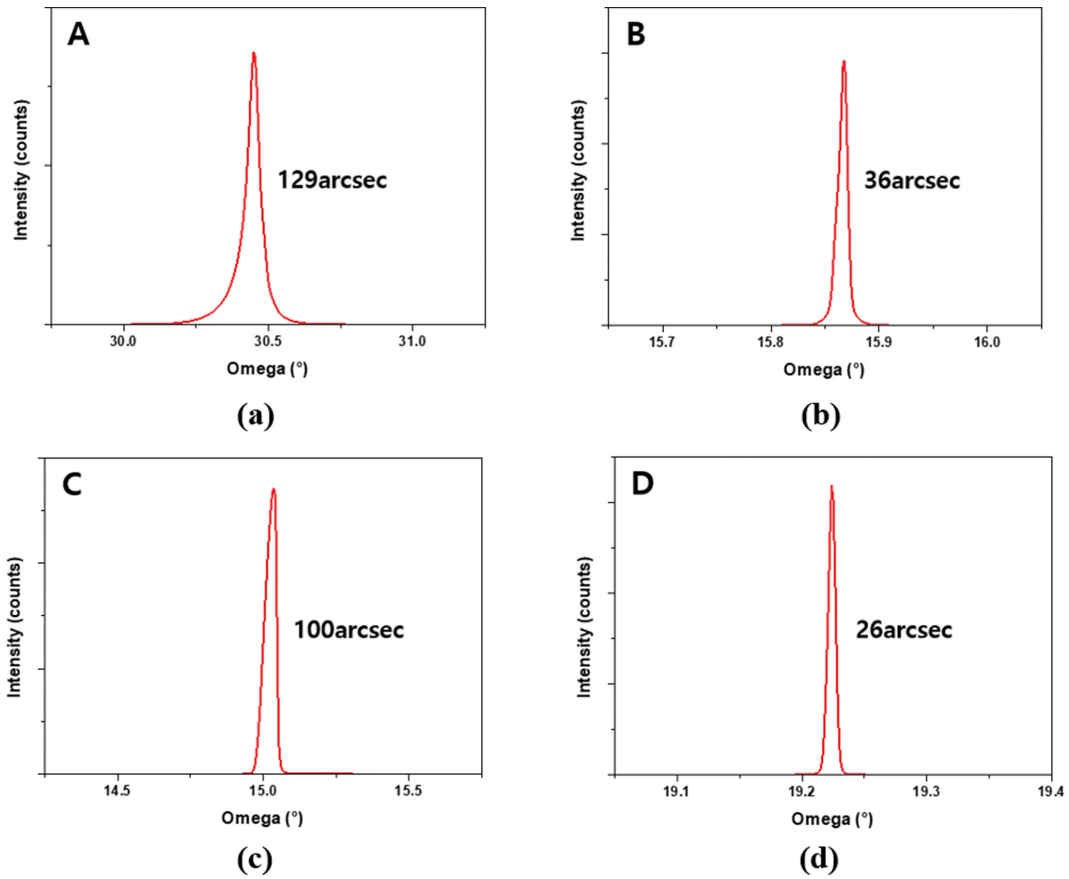 A
Intensity (counts)
129arcsec
30.0 30.5 31.0
Omega (°)
(a)
B
Intensity (counts)
36arcsec
15.7 15.8 15.9 16.0
Omega (°)
(b)
C
Intensity (counts)
100arcsec
14.5 15.0 15.5
Omega (°)
(c)
D
Intensity (counts)
26arcsec
19.1 19.2 19.3 19.4
Omega (°)
(d)